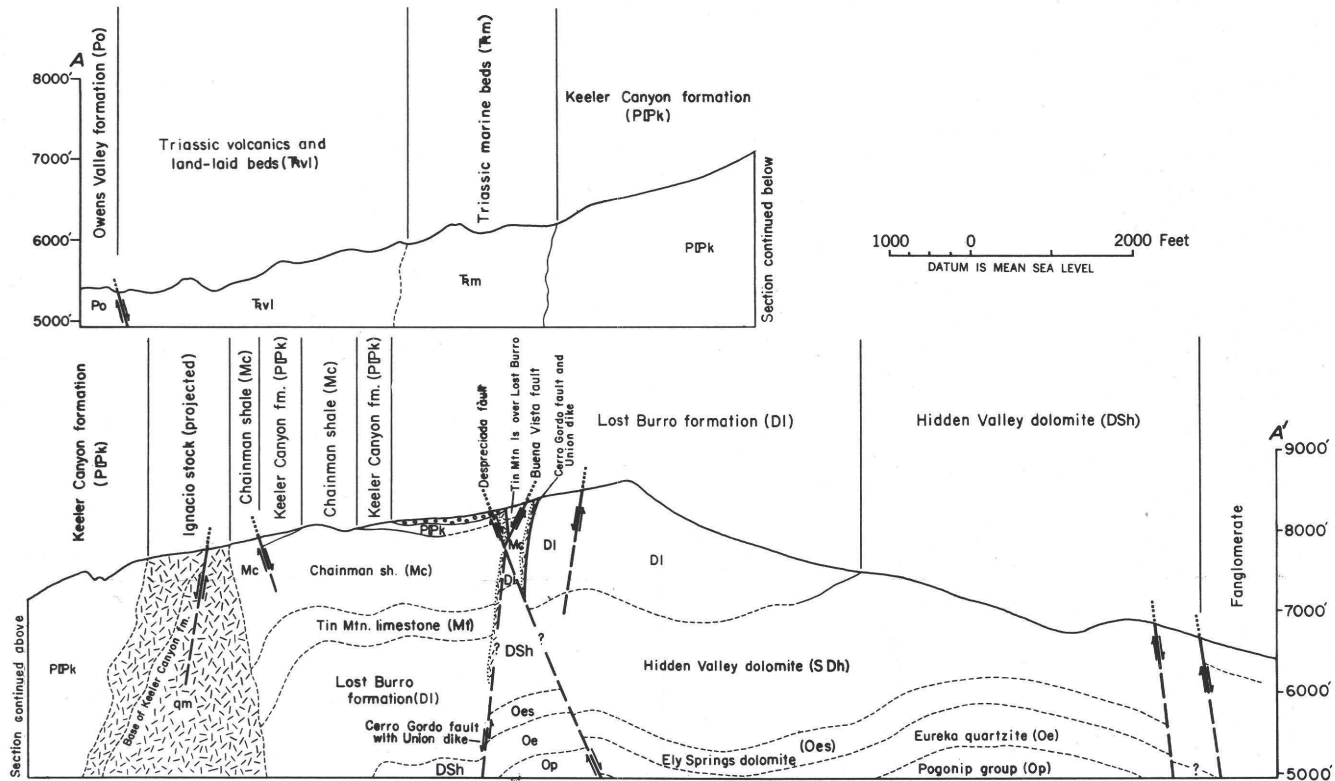 A
8000'
7000'
6000'
5000'
Owens Valley formation (Po)
Triassic volcanics and
land-laid beds (Ꞧvl)
Triassic marine beds (Ꞧm)
Keeler Canyon formation
(PIPk)
Po
Ꞧvl
Ꞧm
PIPk
Section continued below
1000 0 2000 Feet
DATUM IS MEAN SEA LEVEL
Keeler Canyon formation
(PIPk)
Ignacio stock (projected)
Chainman shale (Mc)
Keeler Canyon fm. (PIPk)
Chainman shale (Mc)
Keeler Canyon fm. (PIPk)
Despreciada fault
Tin Mtn ls over Lost Burro
Buena Vista fault
Cerro Gordo fault and
Union dike
Lost Burro formation (Dl)
Hidden Valley dolomite (DSh)
Fanglomerate
A'
9000'
8000'
7000'
6000'
5000'
Section continued above
PIPk
Base of Keeler Canyon fm.
qm
Mc
Chainman sh. (Mc)
PIPk
Mc
Dl
Dl
Dl
Tin Mtn. limestone (Mt)
?
DSh
?
Hidden Valley dolomite (SDh)
Lost Burro
formation (Dl)
Cerro Gordo fault
with Union dike
DSh
Oes
Oe
Op
Ely Springs dolomite
(Oes)
Eureka quartzite (Oe)
Pogonip group (Op)
?